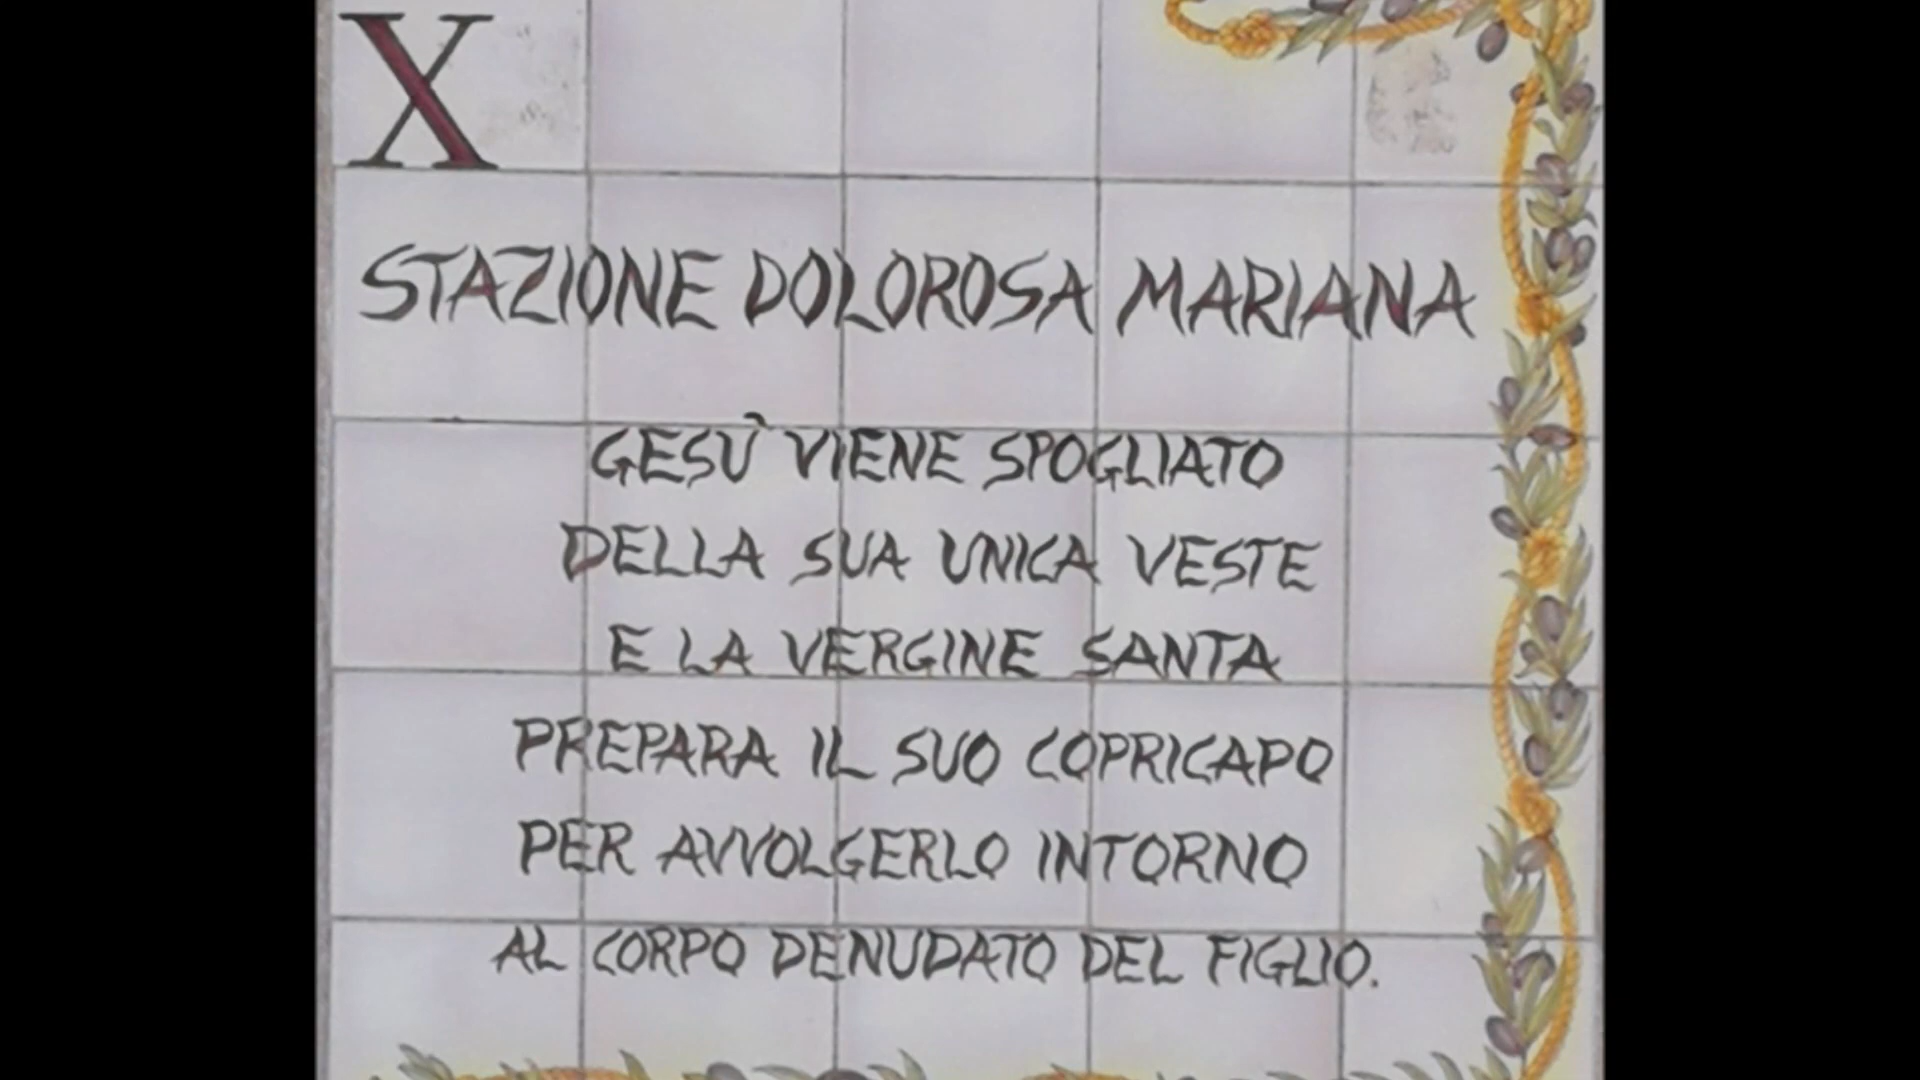 X
STAZIONE DOLOROSA MARIANA
GESÙ VIENE SPOGLIATO
DELLA SUA UNICA VESTE
E LA VERGINE SANTA
PREPARA IL SUO COPRICAPO
PER AVVOLGERLO INTORNO
AL CORPO DENUDATO DEL FIGLIO.